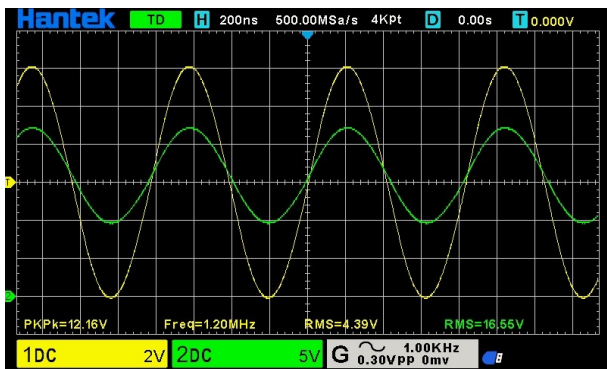 Hantek TD H 200ns 500.00MSa/s 4KPt D 0.00s T 0.000V
T
2
PKPk=12.16V Freq=1.20MHz RMS=4.39V RMS=16.55V
1DC 2V 2DC 5V G 1.00KHz
0.30VPP 0mv